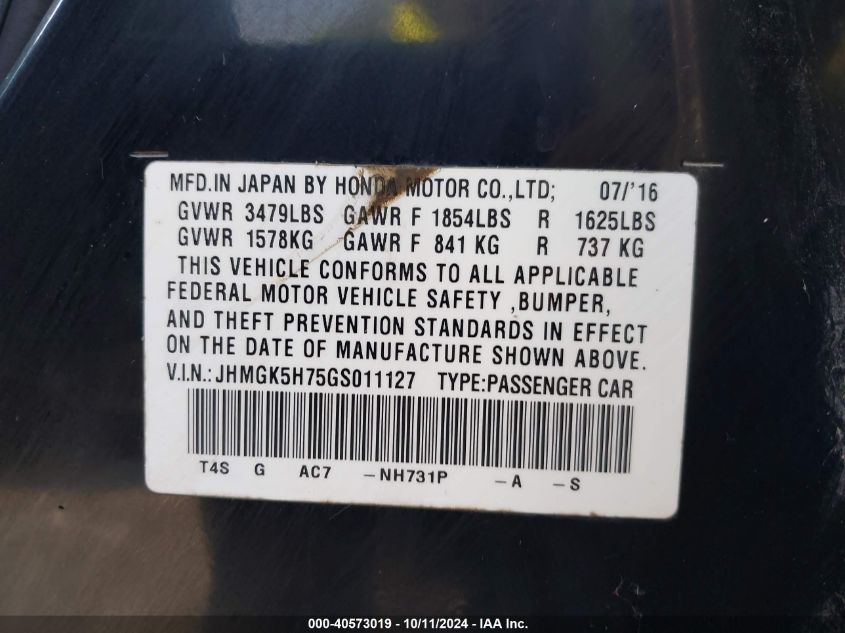 MFD.IN JAPAN BY HONDA MOTOR CO.,LTD; 07/'16
GVWR 3479LBS GAWR F 1854LBS R 1625LBS
GVWR 1578KG GAWR F 841 KG R 737 KG
THIS VEHICLE CONFORMS TO ALL APPLICABLE
FEDERAL MOTOR VEHICLE SAFETY ,BUMPER,
AND THEFT PREVENTION STANDARDS IN EFFECT
ON THE DATE OF MANUFACTURE SHOWN ABOVE.
V.I.N.: JHMGK5H75GS011127 TYPE:PASSENGER CAR
T4S G AC7 -NH731P -A -S
000-40573019 - 10/11/2024 - IAA Inc.